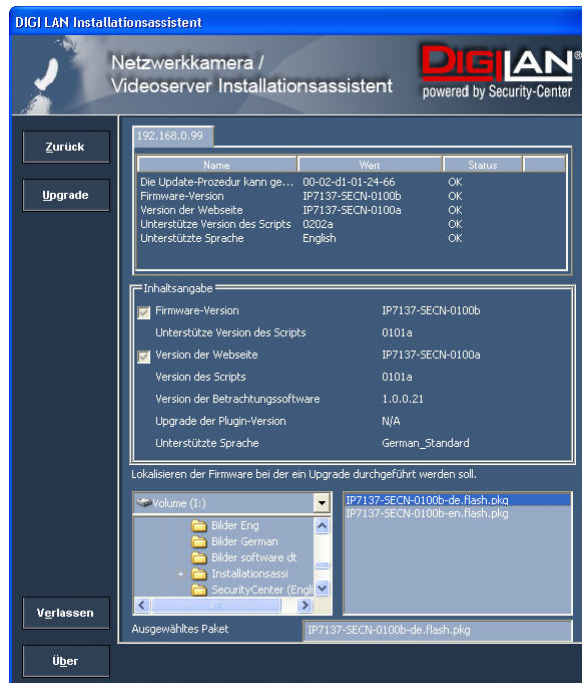 DIGI LAN Installationsassistent
Netzwerkkamera /
Videoserver Installationsassistent
DIGILAN®
powered by Security-Center
Zurück
Upgrade
Verlassen
Über
192.168.0.99
Name Wert Status
Die Update-Prozedur kann ge... 00-02-d1-01-24-66 OK
Firmware-Version IP7137-SECN-0100b OK
Version der Webseite IP7137-SECN-0100a OK
Unterstütze Version des Scripts 0202a OK
Unterstützte Sprache English OK
Inhaltsangabe
Firmware-Version IP7137-SECN-0100b
Unterstütze Version des Scripts 0101a
Version der Webseite IP7137-SECN-0100a
Version des Scripts 0101a
Version der Betrachtungssoftware 1.0.0.21
Upgrade der Plugin-Version N/A
Unterstützte Sprache German_Standard
Lokalisieren der Firmware bei der ein Upgrade durchgeführt werden soll.
Volume (I:)
Bilder Eng
Bilder German
Bilder software dt
Installationsassi
SecurityCenter (Engli
IP7137-SECN-0100b-de.flash.pkg
IP7137-SECN-0100b-en.flash.pkg
Ausgewähltes Paket IP7137-SECN-0100b-de.flash.pkg